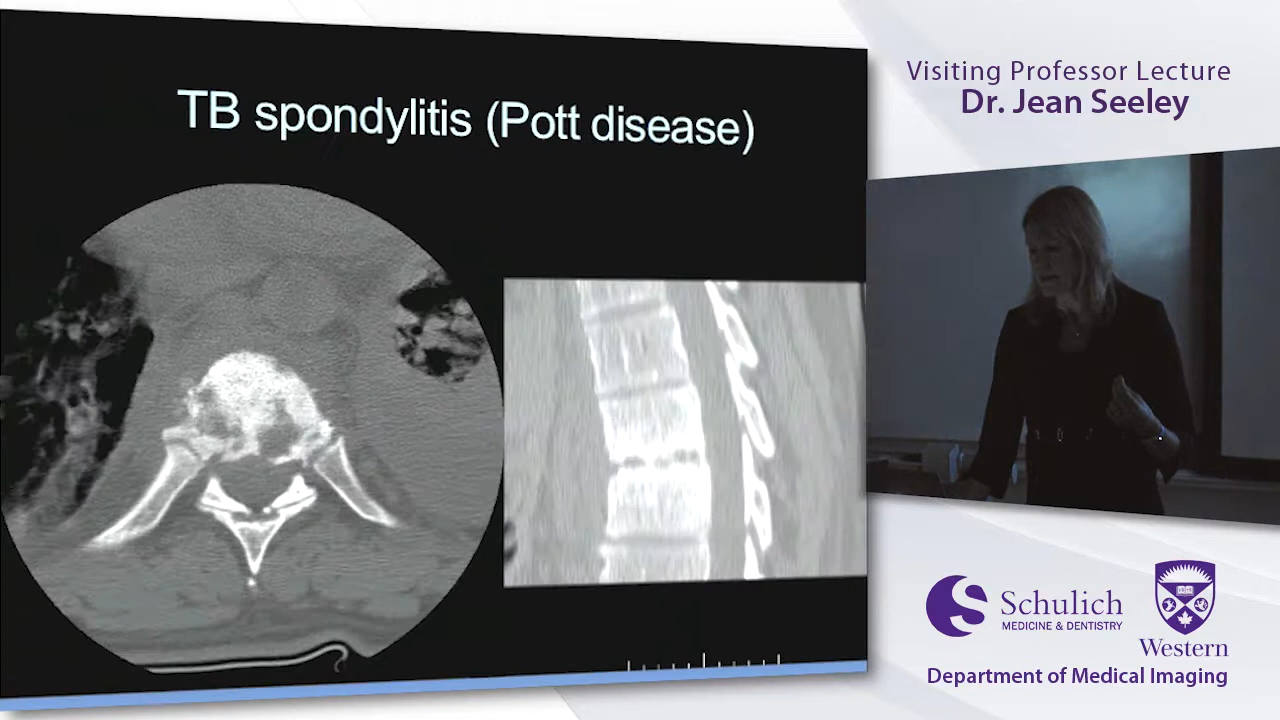 TB spondylitis (Pott disease)
Visiting Professor Lecture
Dr. Jean Seeley
Schulich
MEDICINE & DENTISTRY
Western
Department of Medical Imaging